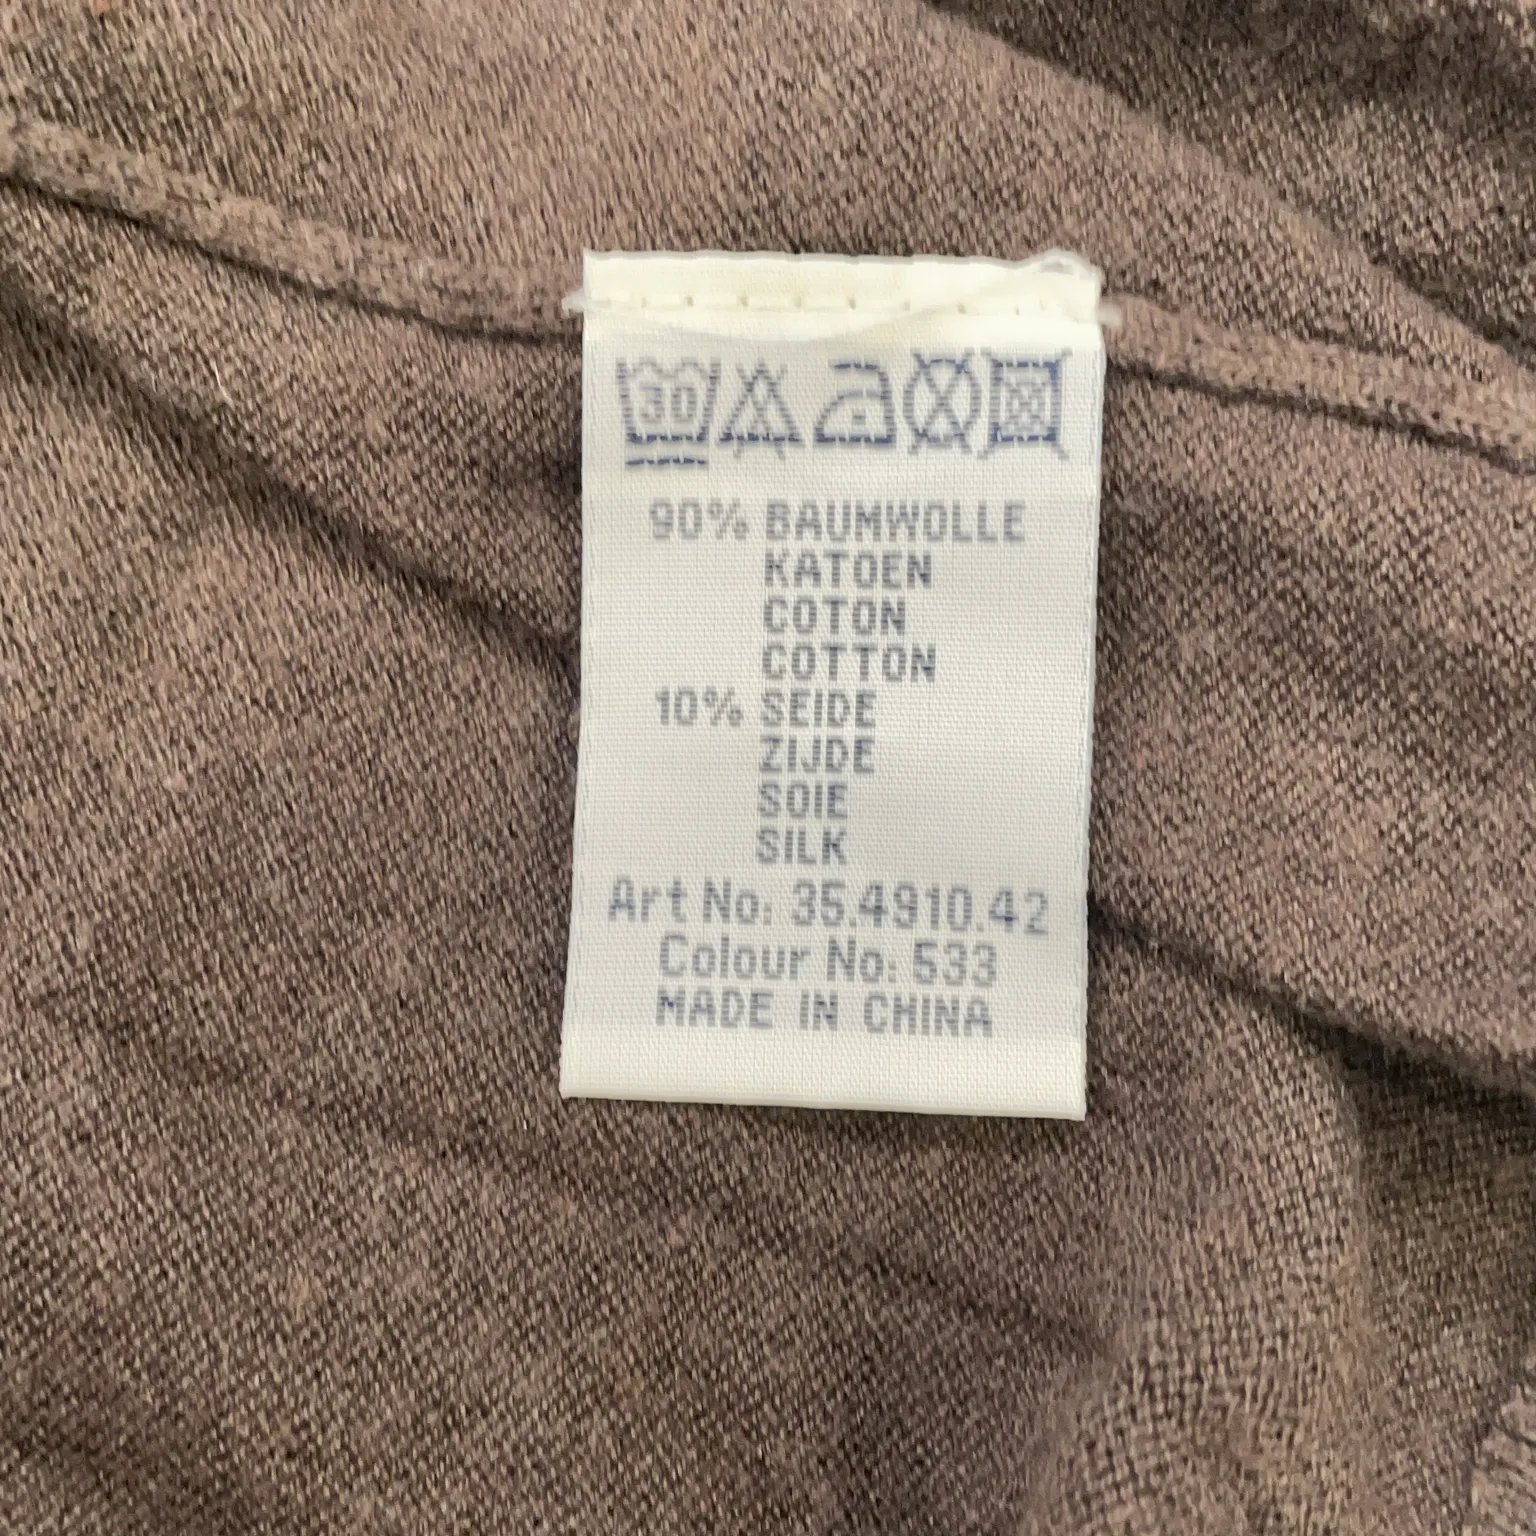 30
90% BAUMWOLLE
KATOEN
COTON
COTTON
10% SEIDE
ZIJDE
SOIE
SILK
Art No: 35.4910.42
Colour No: 533
MADE IN CHINA